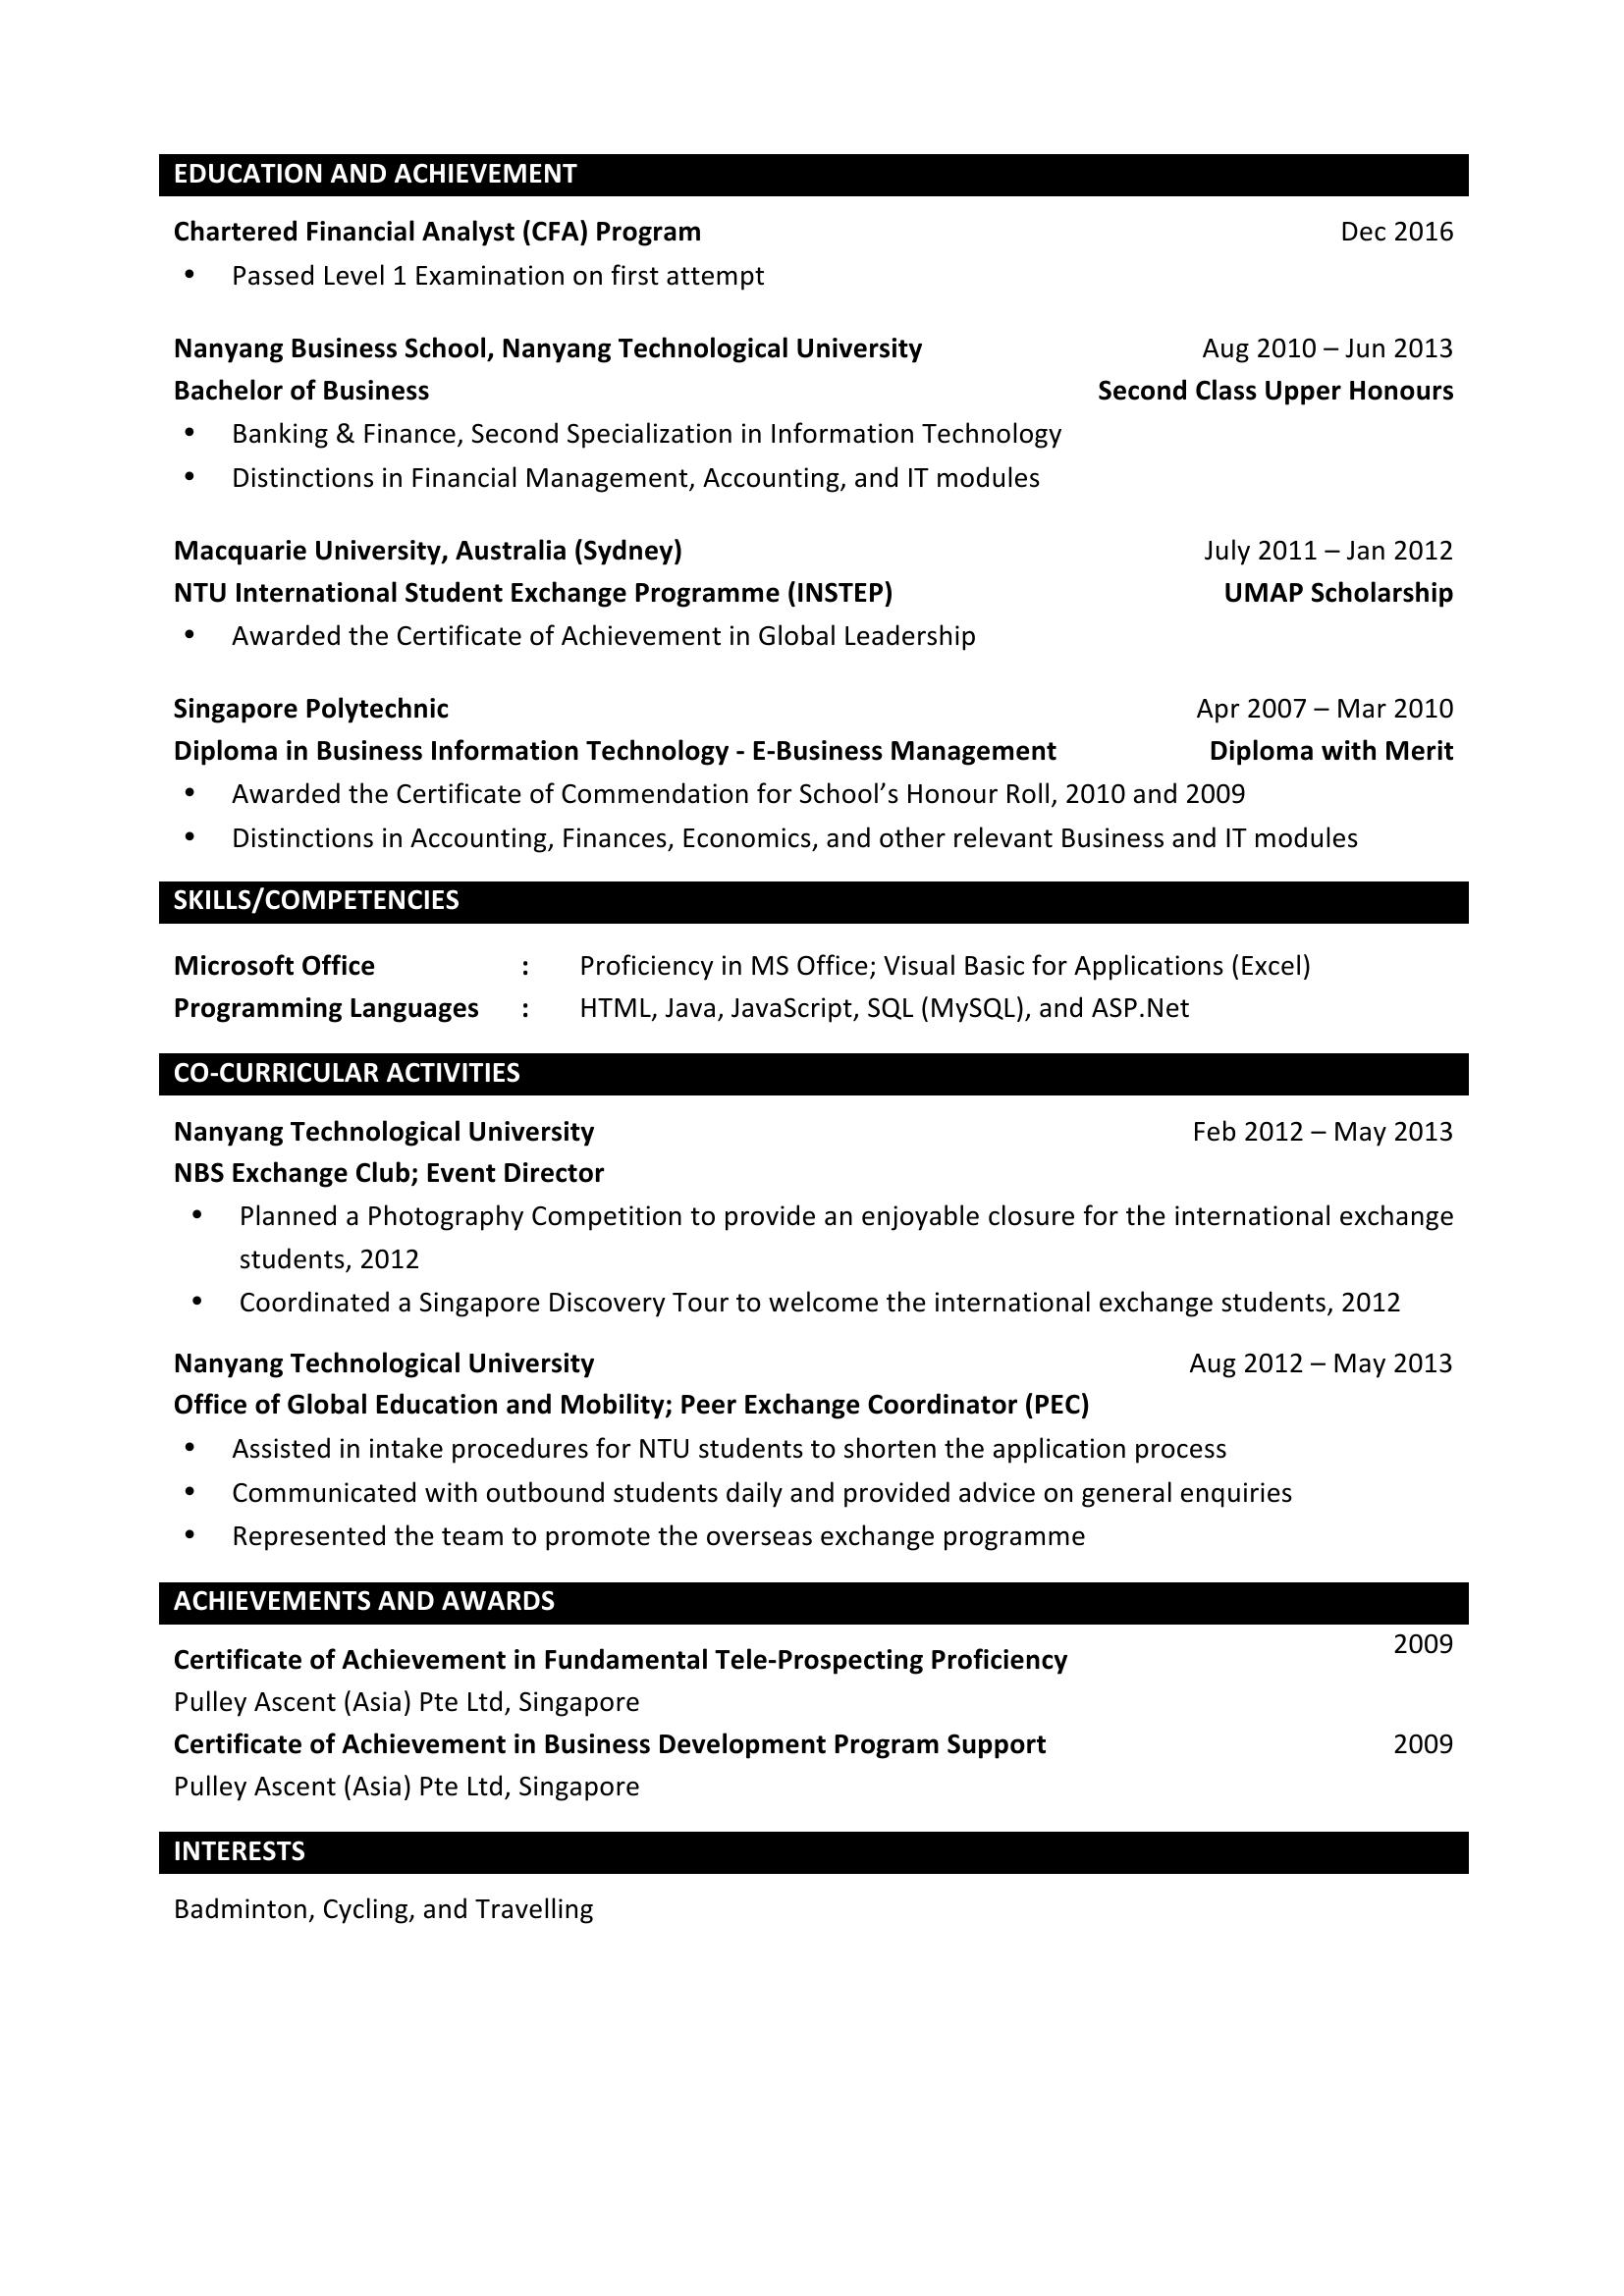 EDUCATION AND ACHIEVEMENT
Chartered Financial Analyst (CFA) Program Dec 2016
• Passed Level 1 Examination on first attempt
Nanyang Business School, Nanyang Technological University Aug 2010 – Jun 2013
Bachelor of Business Second Class Upper Honours
• Banking & Finance, Second Specialization in Information Technology
• Distinctions in Financial Management, Accounting, and IT modules
Macquarie University, Australia (Sydney) July 2011 – Jan 2012
NTU International Student Exchange Programme (INSTEP) UMAP Scholarship
• Awarded the Certificate of Achievement in Global Leadership
Singapore Polytechnic Apr 2007 – Mar 2010
Diploma in Business Information Technology - E-Business Management Diploma with Merit
• Awarded the Certificate of Commendation for School’s Honour Roll, 2010 and 2009
• Distinctions in Accounting, Finances, Economics, and other relevant Business and IT modules
SKILLS/COMPETENCIES
Microsoft Office : Proficiency in MS Office; Visual Basic for Applications (Excel)
Programming Languages : HTML, Java, JavaScript, SQL (MySQL), and ASP.Net
CO-CURRICULAR ACTIVITIES
Nanyang Technological University Feb 2012 – May 2013
NBS Exchange Club; Event Director
• Planned a Photography Competition to provide an enjoyable closure for the international exchange
students, 2012
• Coordinated a Singapore Discovery Tour to welcome the international exchange students, 2012
Nanyang Technological University Aug 2012 – May 2013
Office of Global Education and Mobility; Peer Exchange Coordinator (PEC)
• Assisted in intake procedures for NTU students to shorten the application process
• Communicated with outbound students daily and provided advice on general enquiries
• Represented the team to promote the overseas exchange programme
ACHIEVEMENTS AND AWARDS
Certificate of Achievement in Fundamental Tele-Prospecting Proficiency 2009
Pulley Ascent (Asia) Pte Ltd, Singapore
Certificate of Achievement in Business Development Program Support 2009
Pulley Ascent (Asia) Pte Ltd, Singapore
INTERESTS
Badminton, Cycling, and Travelling